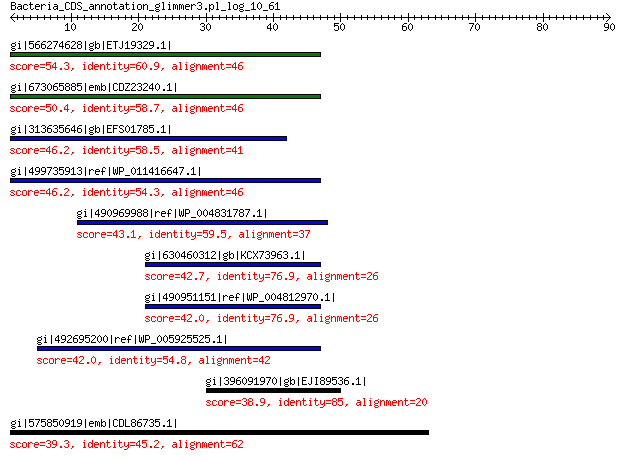 Bacteria_CDS_annotation_glimmer3.pl_log_10_61
10 20 30 40 50 60 70 80 90
gi|566274628|gb|ETJ19329.1|
score=54.3, identity=60.9, alignment=46
gi|673065885|emb|CDZ23240.1|
score=50.4, identity=58.7, alignment=46
gi|313635646|gb|EFS01785.1|
score=46.2, identity=58.5, alignment=41
gi|499735913|ref|WP_011416647.1|
score=46.2, identity=54.3, alignment=46
gi|490969988|ref|WP_004831787.1|
score=43.1, identity=59.5, alignment=37
gi|630460312|gb|KCX73963.1|
score=42.7, identity=76.9, alignment=26
gi|490951151|ref|WP_004812970.1|
score=42.0, identity=76.9, alignment=26
gi|492695200|ref|WP_005925525.1|
score=42.0, identity=54.8, alignment=42
gi|396091970|gb|EJI89536.1|
score=38.9, identity=85, alignment=20
gi|575850919|emb|CDL86735.1|
score=39.3, identity=45.2, alignment=62